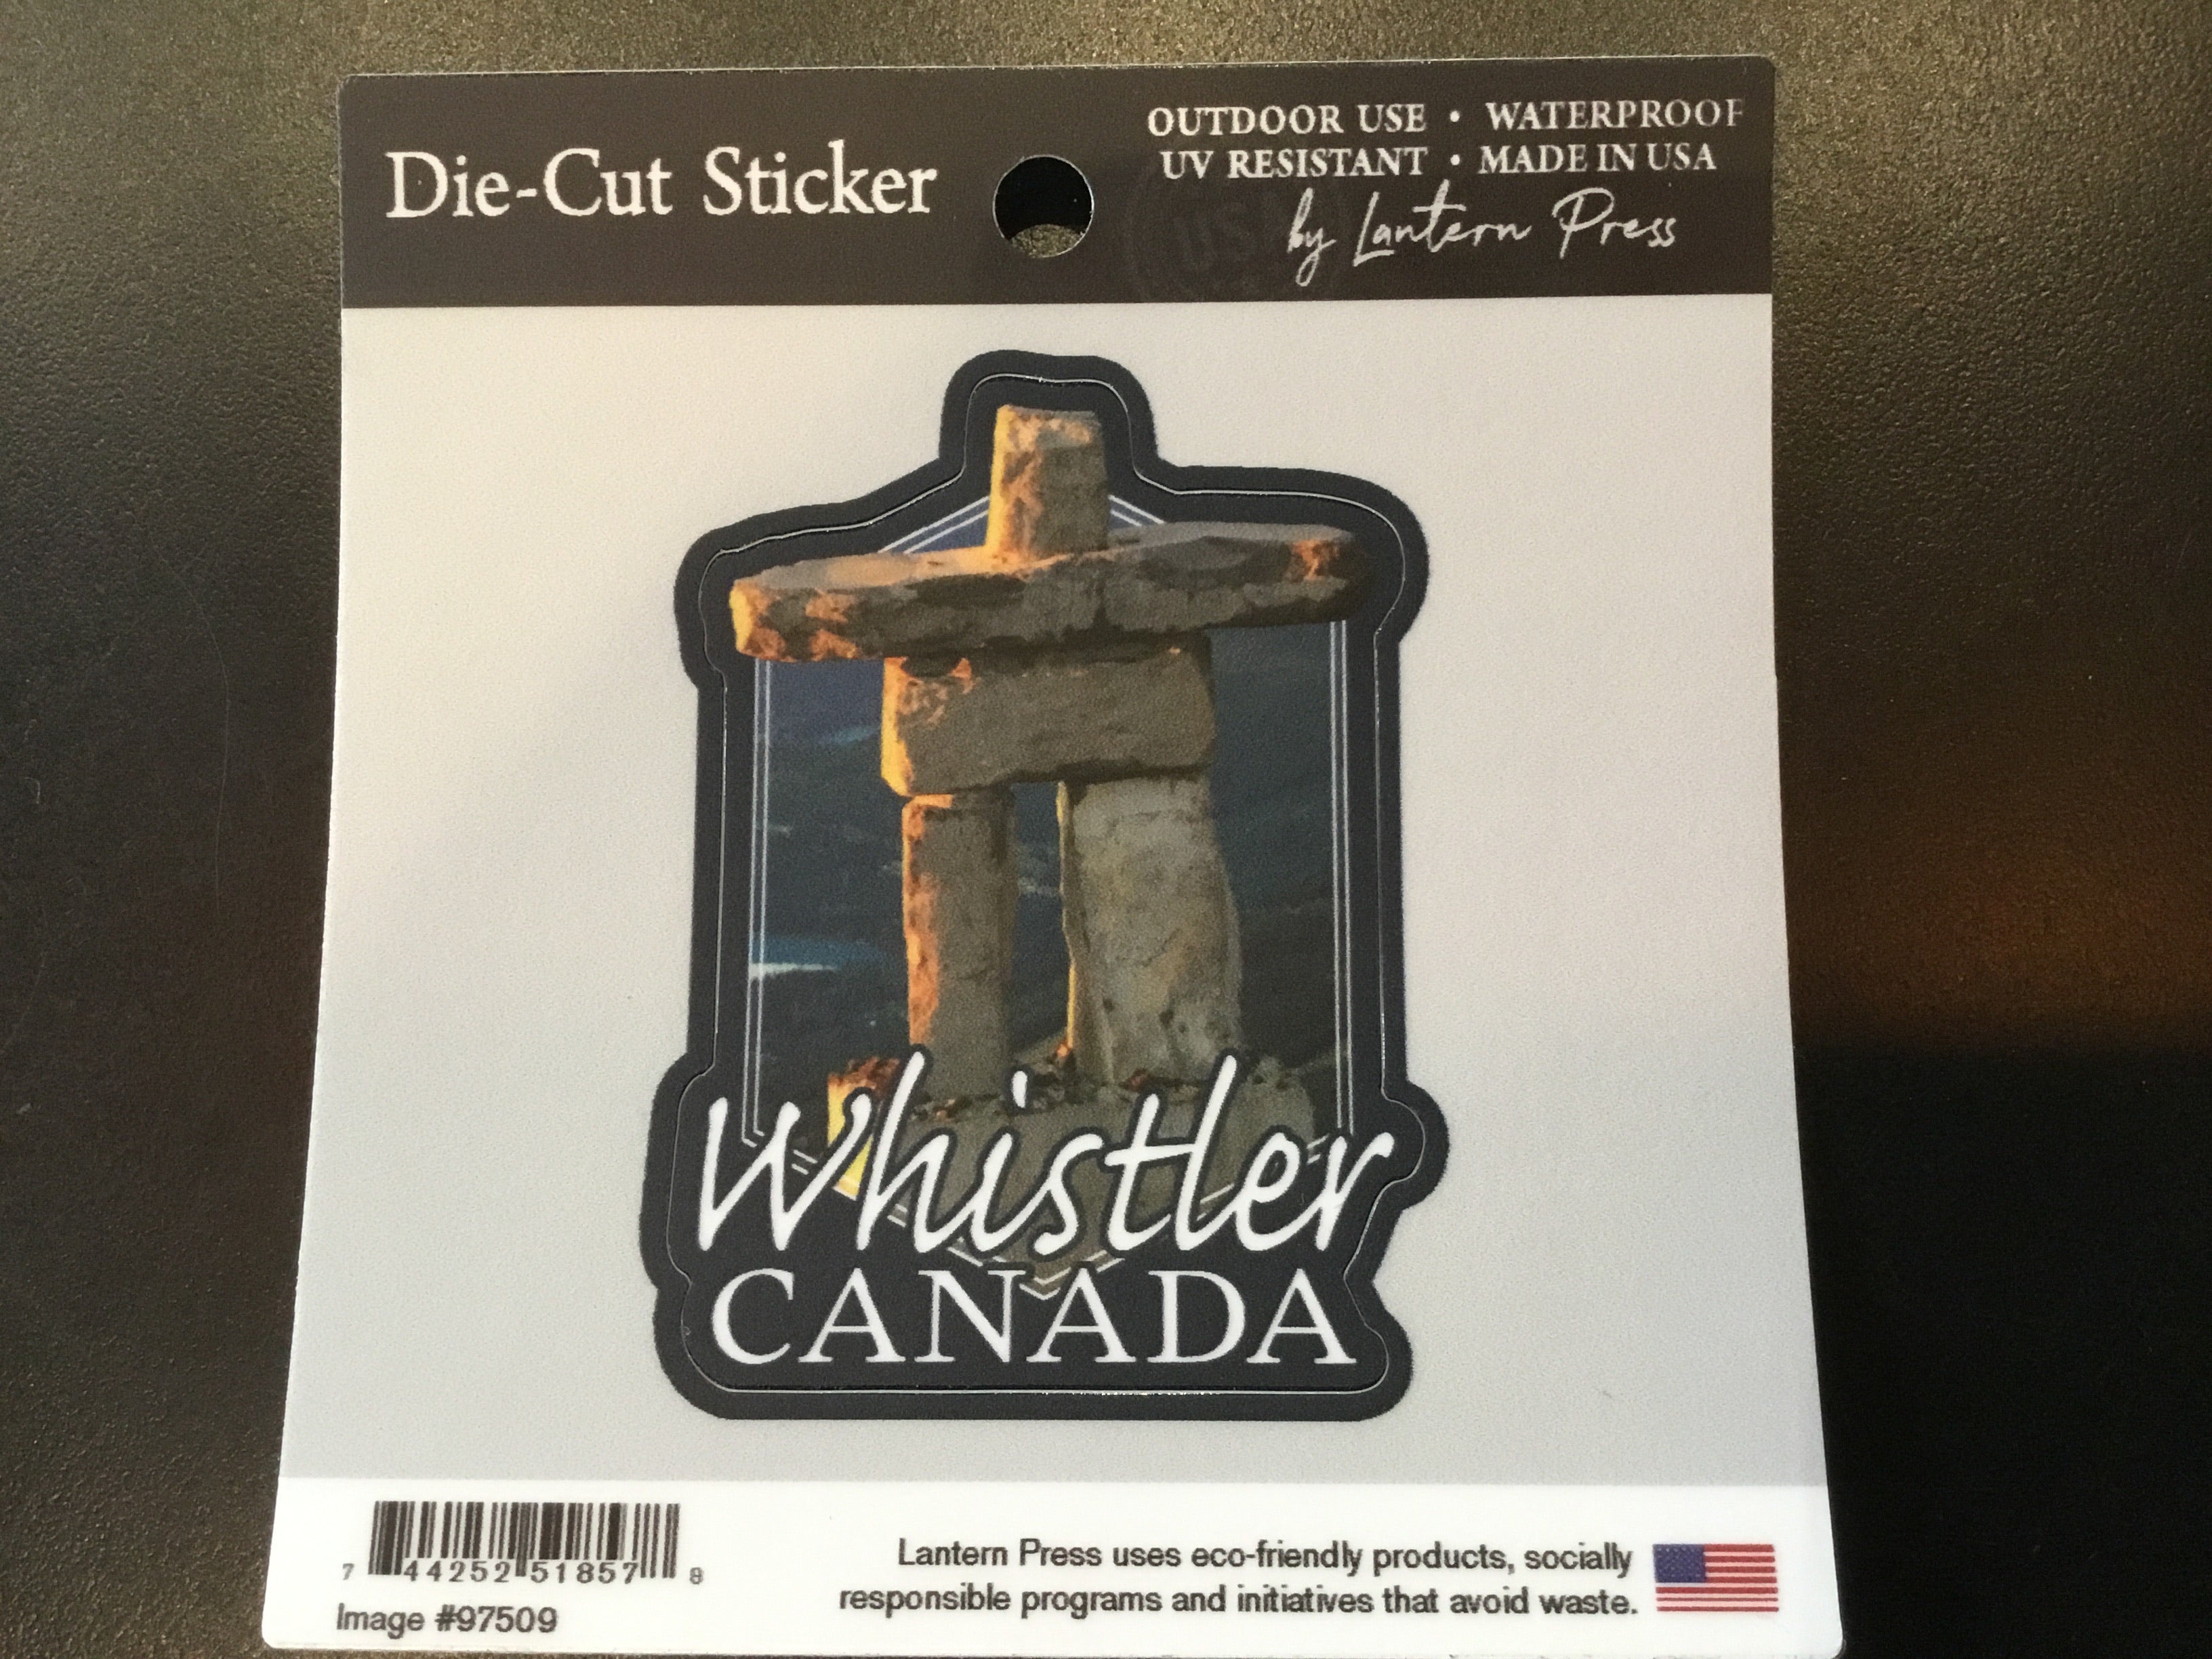 Die-Cut Sticker
OUTDOOR USE • WATERPROOF
UV RESISTANT • MADE IN USA
by Lantern Press
USA
Whistler
CANADA
7 44252 51857 8
Image #97509
Lantern Press uses eco-friendly products, socially
responsible programs and initiatives that avoid waste.